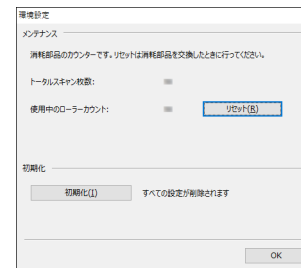 環境設定
メンテナンス
消耗部品のカウンターです。リセットは消耗部品を交換したときに行ってください。
トータルスキャン枚数:
使用中のローラーカウント:
リセット(R)
初期化
初期化(I)
すべての設定が削除されます
OK